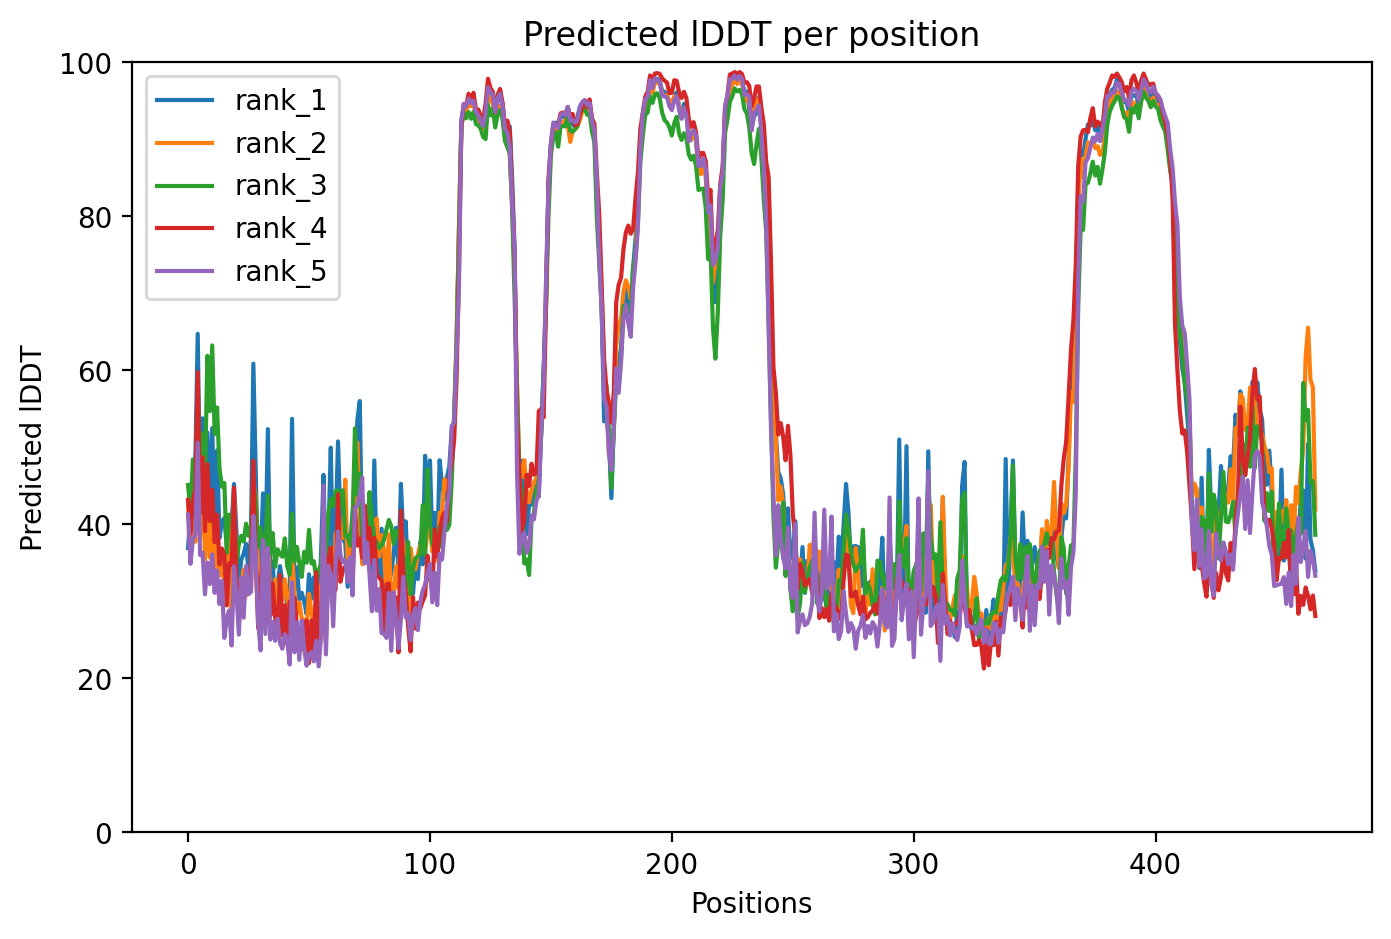 Predicted lDDT per position
100
80
60
40
20
0
Predicted lDDT
rank_1
rank_2
rank_3
rank_4
rank_5
0 100 200 300 400
Positions